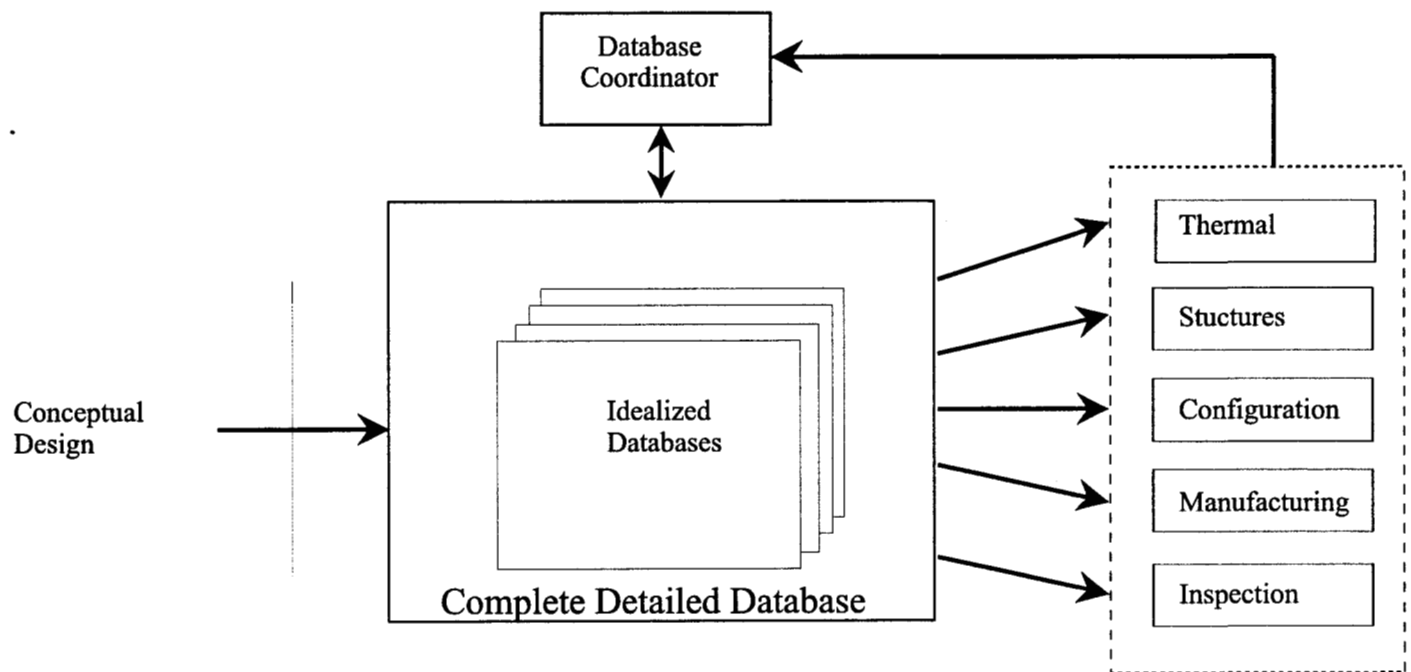 Database
Coordinator
Thermal
Stuctures
Conceptual
Design
Idealized
Databases
Configuration
Manufacturing
Inspection
Complete Detailed Database